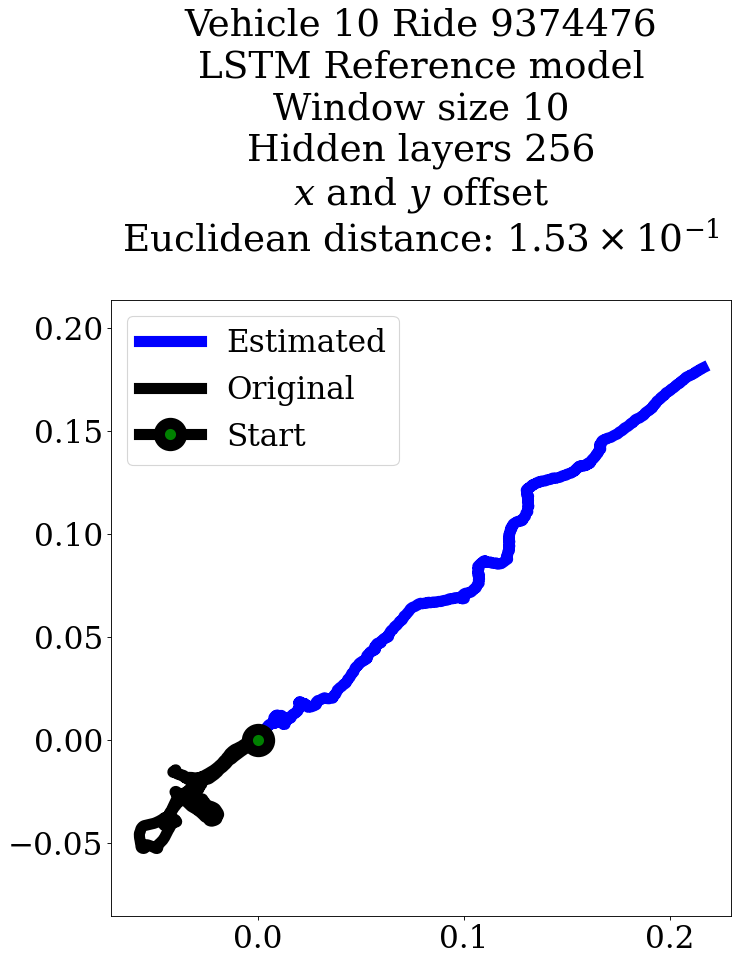 Vehicle 10 Ride 9374476
LSTM Reference model
Window size 10
Hidden layers 256
x and y offset
Euclidean distance: 1.53 × 10⁻¹
Estimated
Original
Start
0.20
0.15
0.10
0.05
0.00
−0.05
0.0 0.1 0.2